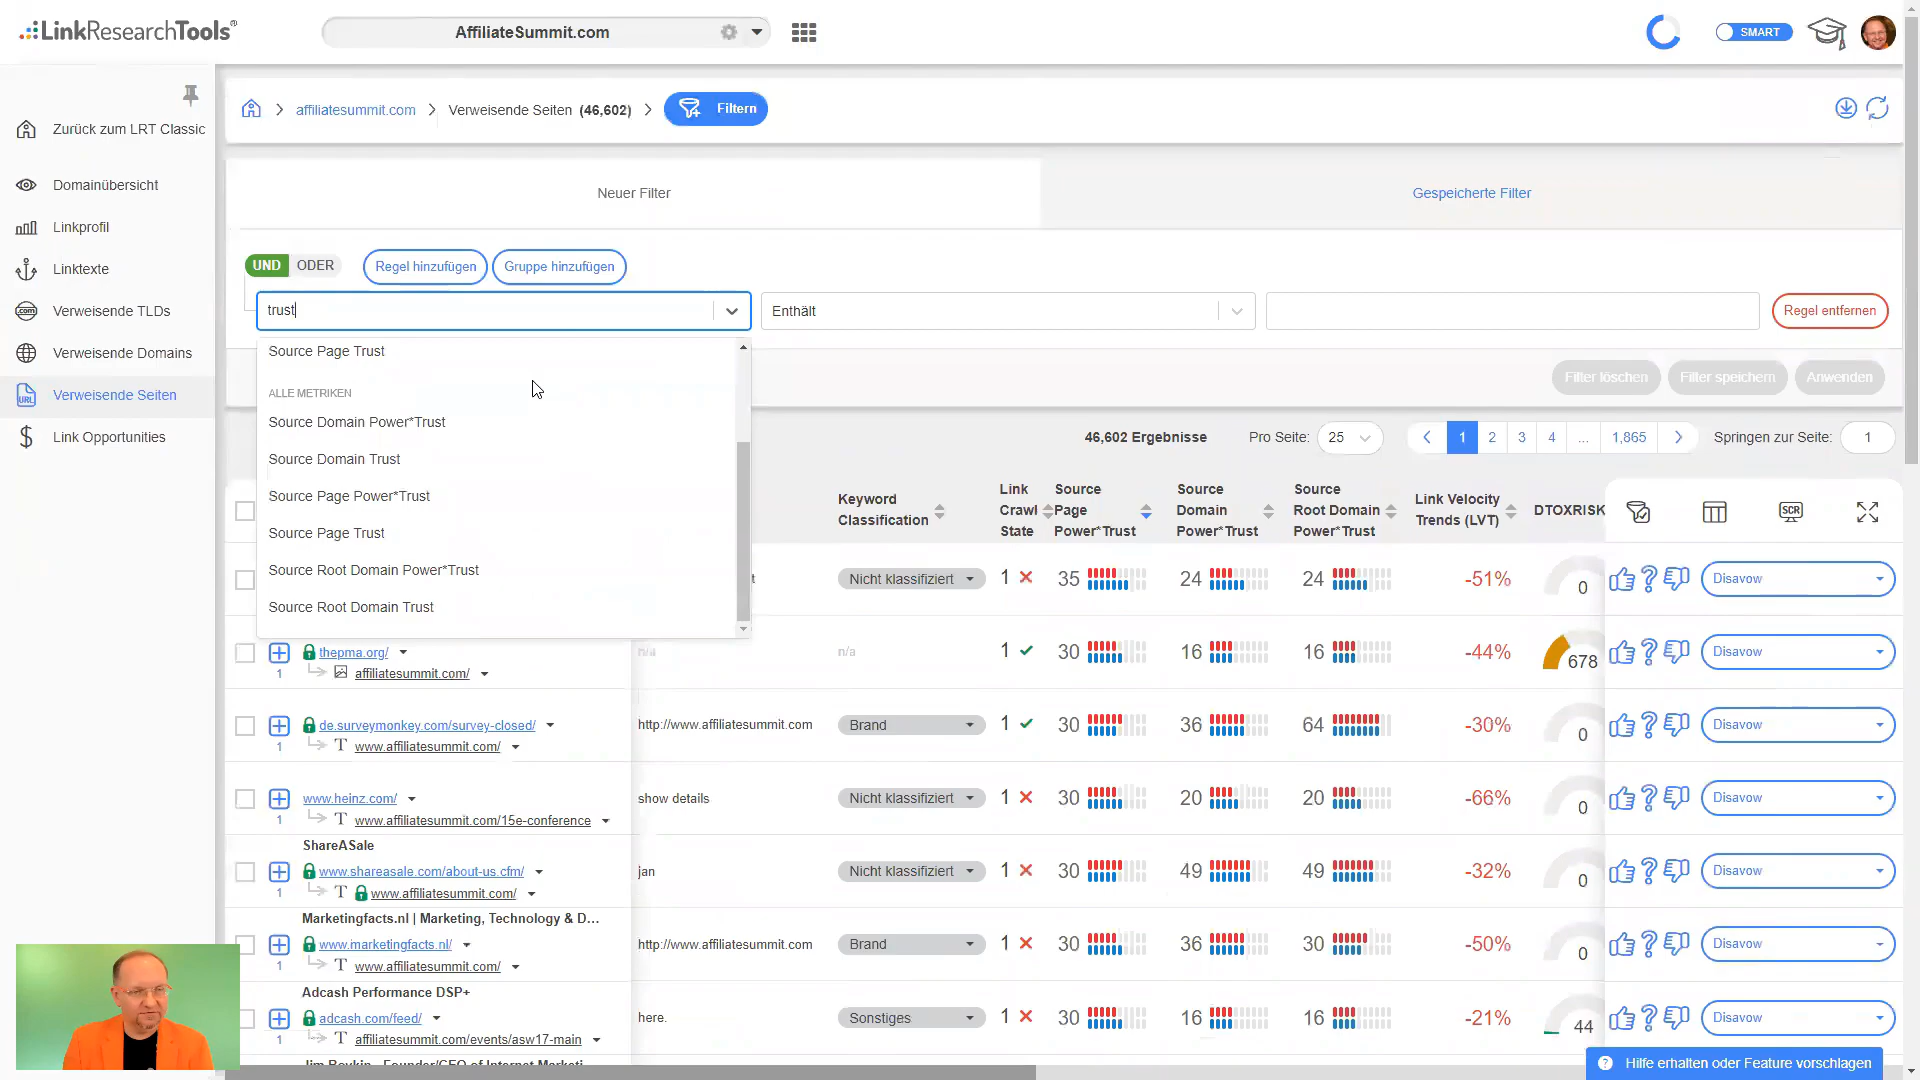 LinkResearchTools®
AffiliateSummit.com
SMART
Zurück zum LRT Classic
Domainübersicht
Linkprofil
Linktexte
Verweisende TLDs
Verweisende Domains
Verweisende Seiten
Link Opportunities
affiliatesummit.com
Verweisende Seiten (46,602)
Filtern
Neuer Filter
Gespeicherte Filter
UND ODER
Regel hinzufügen
Gruppe hinzufügen
trust
Enthält
Regel entfernen
Source Page Trust
ALLE METRIKEN
Source Domain Power*Trust
Source Domain Trust
Source Page Power*Trust
Source Page Trust
Source Root Domain Power*Trust
Source Root Domain Trust
Filter löschen
Filter speichern
Anwenden
46,602 Ergebnisse
Pro Seite: 25
1 2 3 4 ... 1,865
Springen zur Seite: 1
Keyword Classification
Link Crawl State
Source Page Power*Trust
Source Domain Power*Trust
Source Root Domain Power*Trust
Link Velocity Trends (LVT)
DTOXRISK
SCR
t Nicht klassifiziert 1 35 24 24 -51% 0 Disavow
thepma.org/ n/a n/a 1 30 16 16 -44% 678 Disavow
1 affiliatesummit.com/
de.surveymonkey.com/survey-closed/ http://www.affiliatesummit.com Brand 1 30 36 64 -30% 0 Disavow
1 T www.affiliatesummit.com/
www.heinz.com/ show details Nicht klassifiziert 1 30 20 20 -66% 0 Disavow
1 T www.affiliatesummit.com/15e-conference
ShareASale
www.shareasale.com/about-us.cfm/ jan Nicht klassifiziert 1 30 49 49 -32% 0 Disavow
1 T www.affiliatesummit.com/
Marketingfacts.nl | Marketing, Technology & D...
www.marketingfacts.nl/ http://www.affiliatesummit.com Brand 1 30 36 30 -50% 0 Disavow
1 T www.affiliatesummit.com/
Adcash Performance DSP+
adcash.com/feed/ here. Sonstiges 1 30 16 16 -21% 44 Disavow
1 T affiliatesummit.com/events/asw17-main
Hilfe erhalten oder Feature vorschlagen